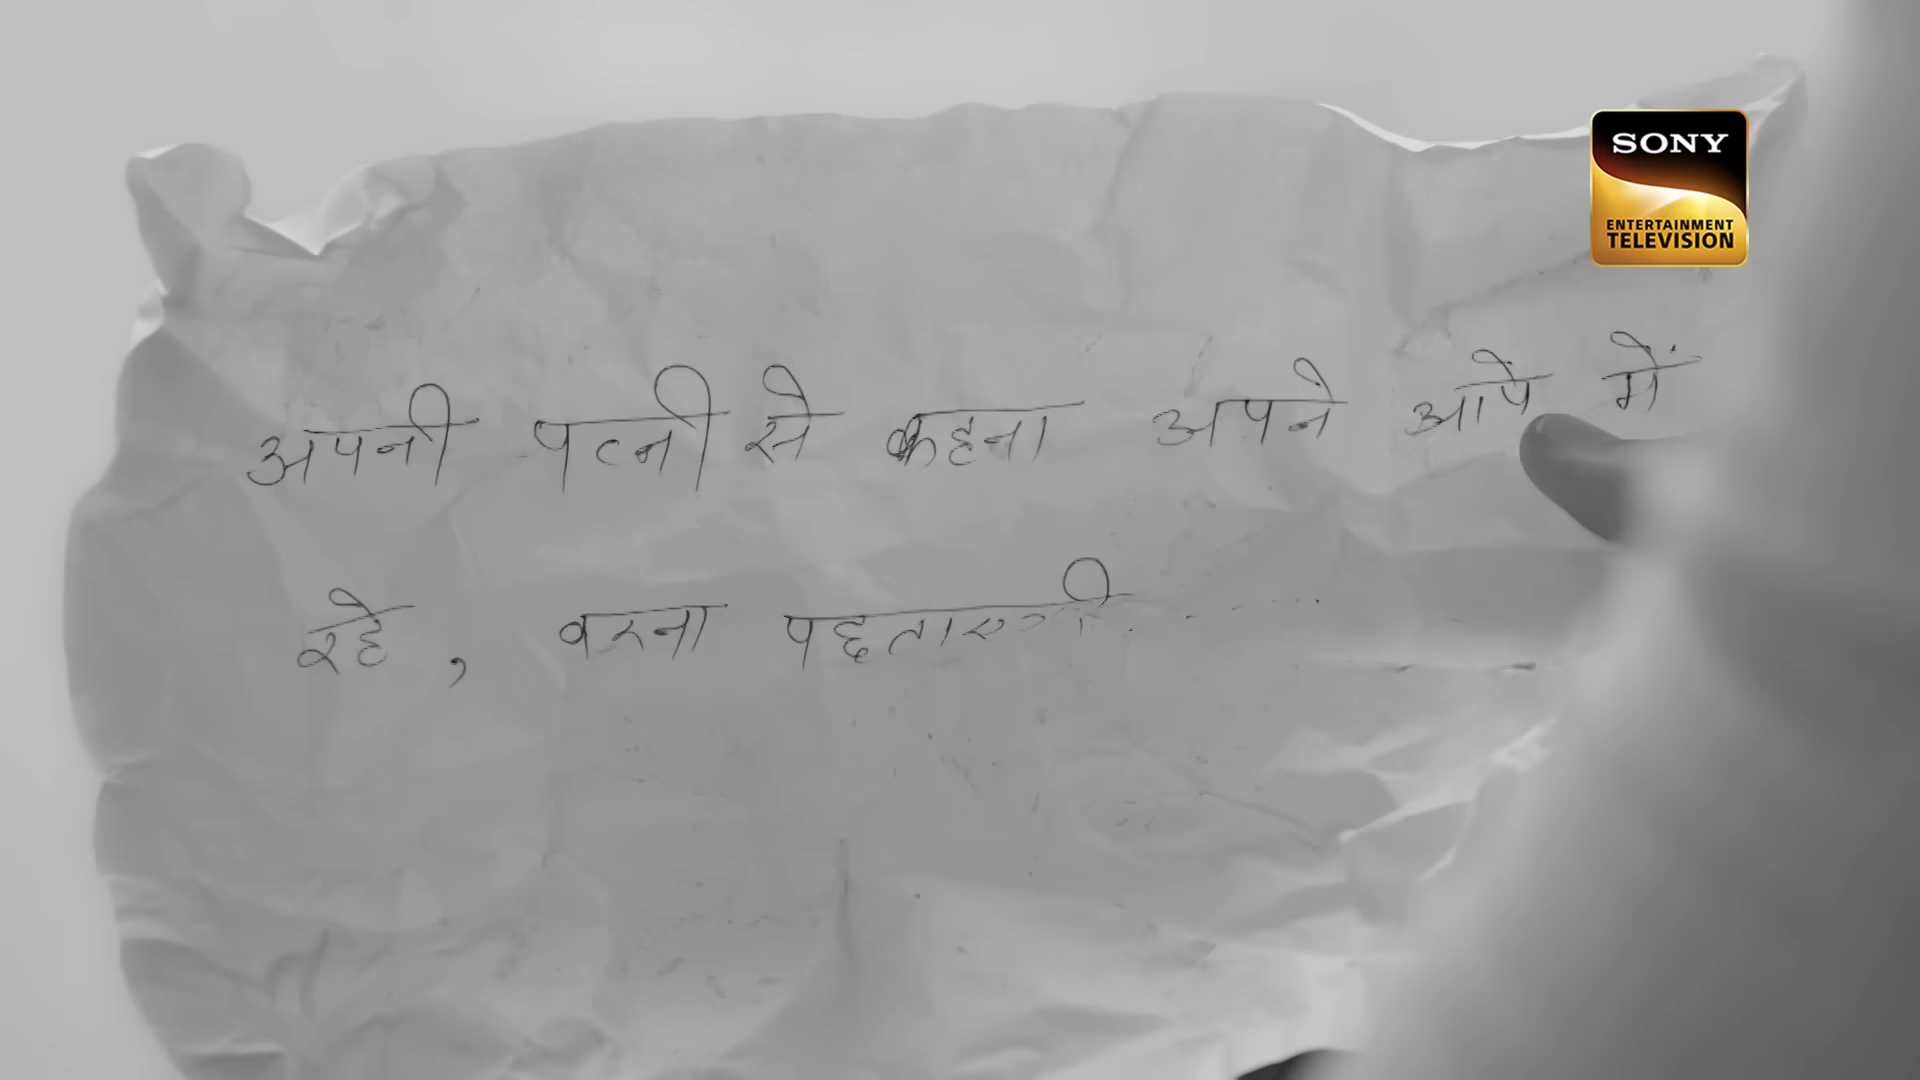 SONY
ENTERTAINMENT
TELEVISION
अपनी पत्नी से कहना अपने आपे में
रहे, वरना पछताएगी....